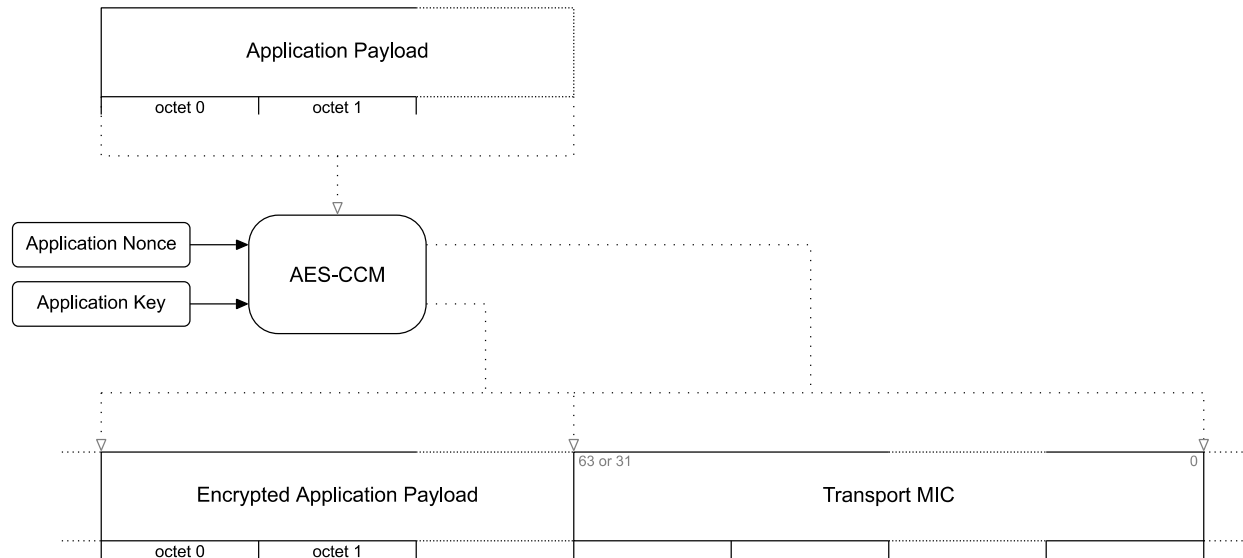 Application Payload
octet 0 octet 1
Application Nonce
AES-CCM
Application Key
63 or 31 0
Encrypted Application Payload Transport MIC
octet 0 octet 1